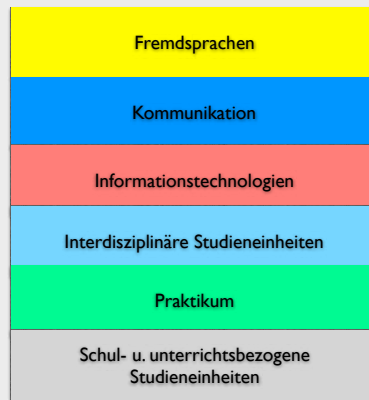 Fremdsprachen
Kommunikation
Informationstechnologien
Interdisziplinäre Studieneinheiten
Praktikum
Schul- u. unterrichtsbezogene
Studieneinheiten